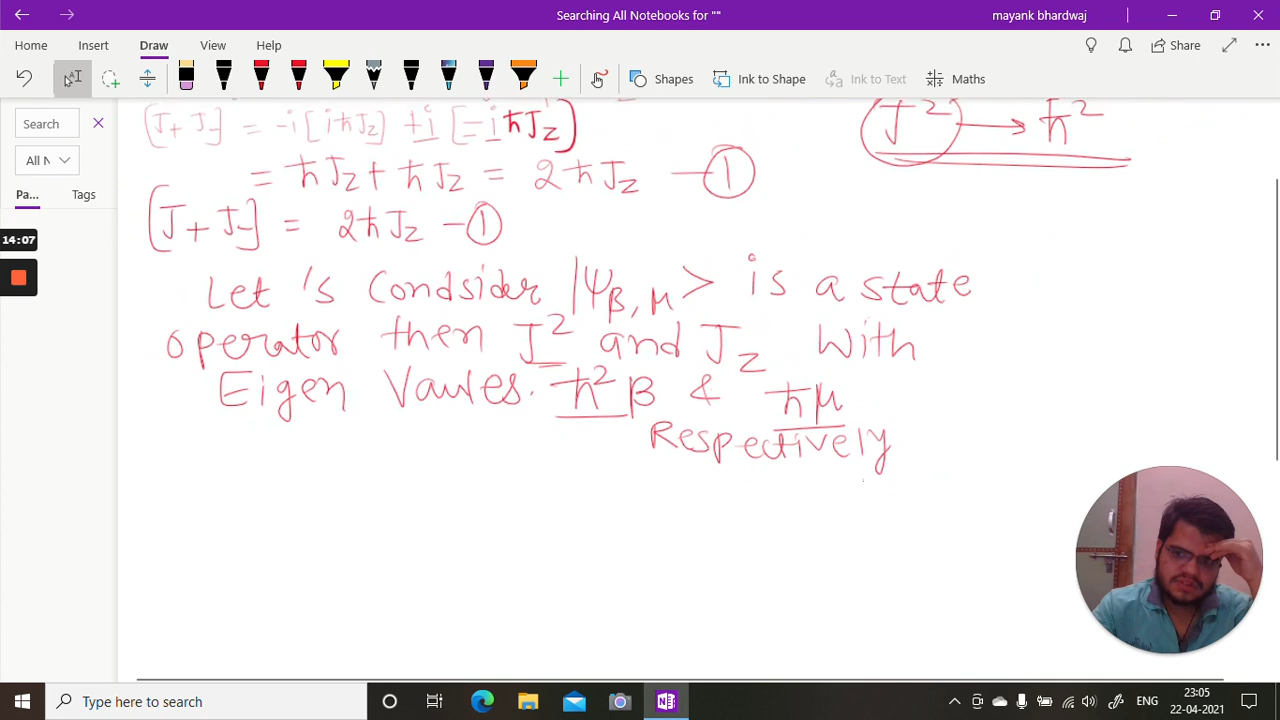 Searching All Notebooks for ""
mayank bhardwaj
Home Insert Draw View Help
Share
Shapes Ink to Shape Ink to Text Maths
Search
All N
Pa... Tags
14:07
[J+ J-] = -i[iħJz] +i[-iħJz]
J² → ħ²
= ħJz + ħJz = 2ħJz —①
[J+ J-] = 2ħJz —①
Let 's Condsider |Ψβ,μ> is a state
operator then J² and Jz With
Eigen Vaules. ħ²β & ħμ
Respectively
Type here to search
ENG
23:05
22-04-2021